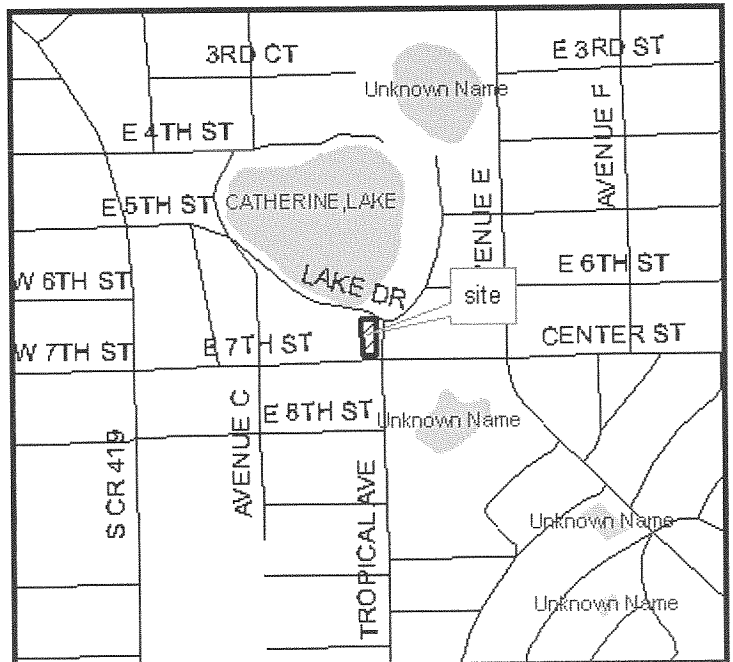 3RD CT
E 3RD ST
Unknown Name
AVENUE F
E 4TH ST
E 5TH ST
CATHERINE,LAKE
'ENUE E
W 6TH ST
LAKE DR
E 6TH ST
site
W 7TH ST
E 7TH ST
CENTER ST
AVENUE C
E 8TH ST
Unknown Name
S CR 419
TROPICAL AVE
Unknown Name
Unknown Name